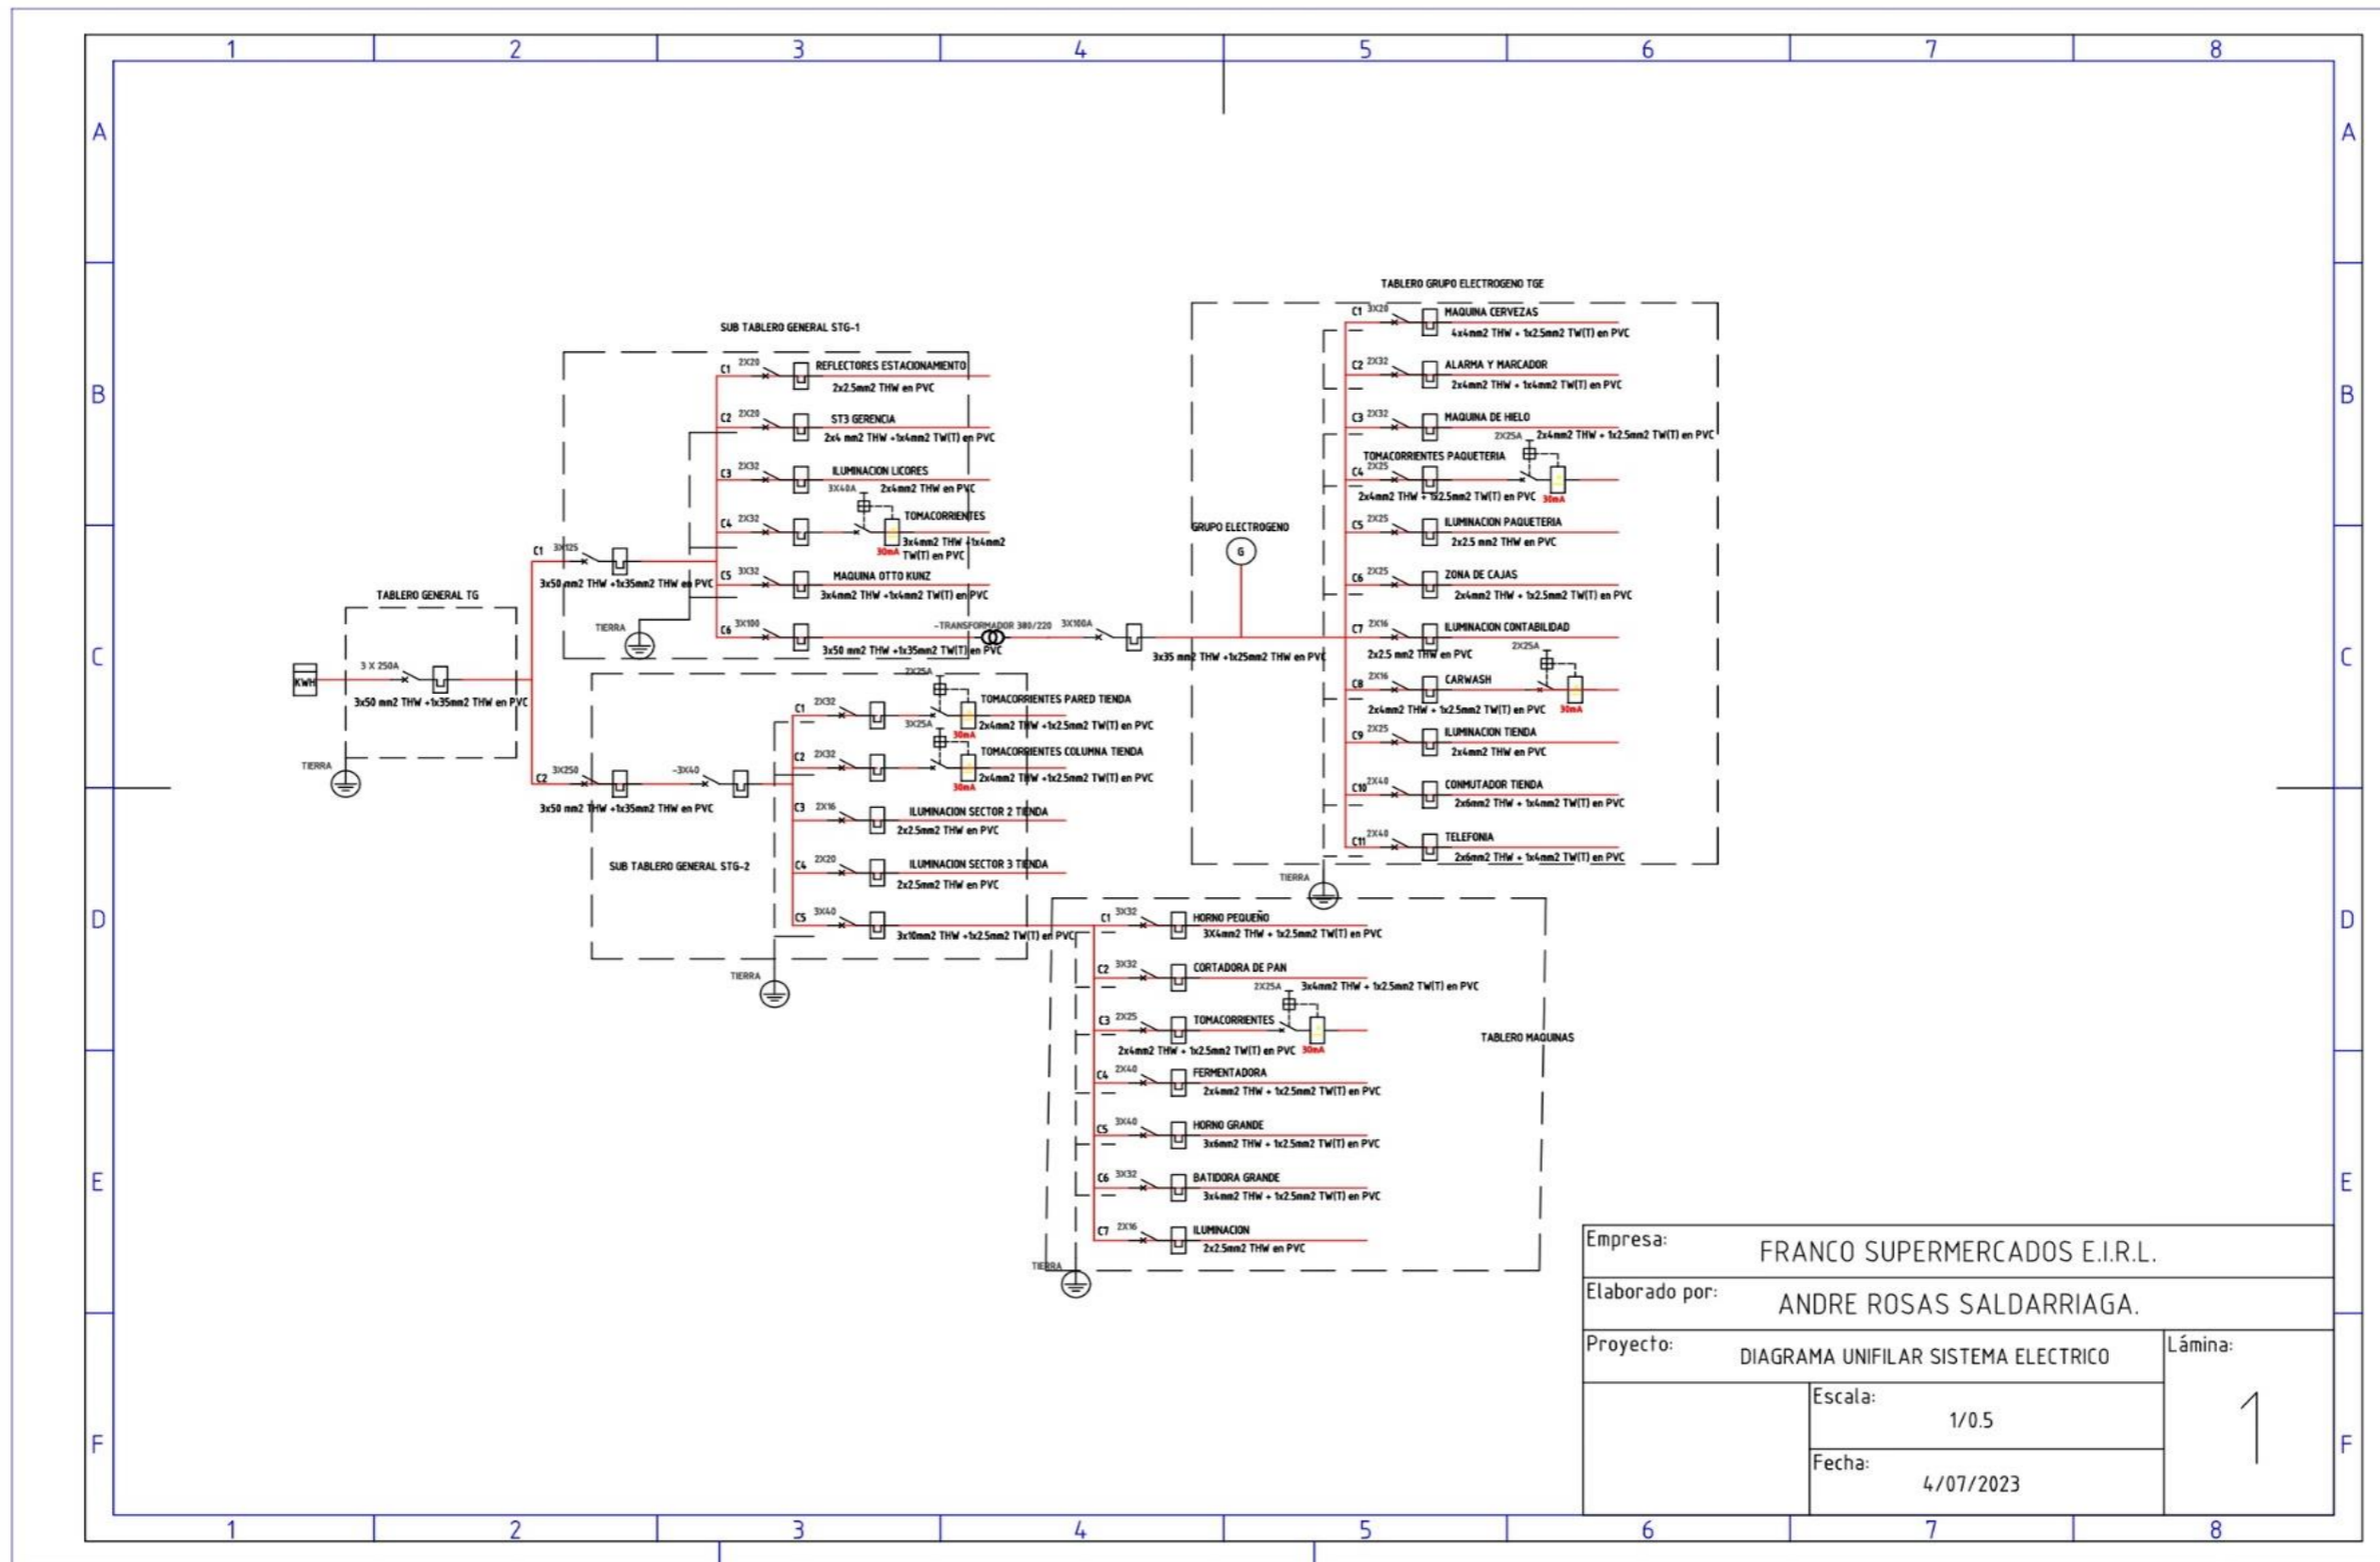 1 2 3 4 5 6 7 8
A A
B B
C C
D D
E E
F F
KWH
TABLERO GENERAL TG
3 X 250A
3x50 mm2 THW +1x35mm2 THW en PVC
TIERRA
SUB TABLERO GENERAL STG-1
C1 3X125
3x50 mm2 THW +1x35mm2 THW en PVC
C1 2X20 REFLECTORES ESTACIONAMIENTO
2x2.5mm2 THW en PVC
C2 2X20 ST3 GERENCIA
2x4 mm2 THW +1x4mm2 TW(T) en PVC
C3 2X32 ILUMINACION LICORES
2x4mm2 THW en PVC
3X40A
C4 2X32 TOMACORRIENTES
30mA
3x4mm2 THW +1x4mm2
TW(T) en PVC
C5 3X32 MAQUINA OTTO KUNZ
3x4mm2 THW +1x4mm2 TW(T) en PVC
C6 3X100
3x50 mm2 THW +1x35mm2 TW(T) en PVC
TIERRA
-TRANSFORMADOR 380/220 3X100A
3x35 mm2 THW +1x25mm2 THW en PVC
C2 3X250 -3X40
3x50 mm2 THW +1x35mm2 THW en PVC
SUB TABLERO GENERAL STG-2
2X25A
C1 2X32 TOMACORRIENTES PARED TIENDA
2x4mm2 THW +1x2.5mm2 TW(T) en PVC
30mA
3X25A
C2 2X32 TOMACORRIENTES COLUMNA TIENDA
2x4mm2 THW +1x2.5mm2 TW(T) en PVC
30mA
C3 2X16 ILUMINACION SECTOR 2 TIENDA
2x2.5mm2 THW en PVC
C4 2X20 ILUMINACION SECTOR 3 TIENDA
2x2.5mm2 THW en PVC
C5 3X40
3x10mm2 THW +1x2.5mm2 TW(T) en PVC
TIERRA
TABLERO GRUPO ELECTROGENO TGE
GRUPO ELECTROGENO
G
C1 3X20 MAQUINA CERVEZAS
4x4mm2 THW + 1x2.5mm2 TW(T) en PVC
C2 2X32 ALARMA Y MARCADOR
2x4mm2 THW + 1x4mm2 TW(T) en PVC
C3 2X32 MAQUINA DE HIELO
2x4mm2 THW + 1x2.5mm2 TW(T) en PVC
2X25A
TOMACORRIENTES PAQUETERIA
C4 2X25
2x4mm2 THW + 1x2.5mm2 TW(T) en PVC 30mA
C5 2X25 ILUMINACION PAQUETERIA
2x2.5 mm2 THW en PVC
C6 2X25 ZONA DE CAJAS
2x4mm2 THW + 1x2.5mm2 TW(T) en PVC
C7 2X16 ILUMINACION CONTABILIDAD
2x2.5 mm2 THW en PVC
2X25A
C8 2X16 CARWASH
2x4mm2 THW + 1x2.5mm2 TW(T) en PVC 30mA
C9 2X25 ILUMINACION TIENDA
2x4mm2 THW en PVC
C10 2X40 CONMUTADOR TIENDA
2x6mm2 THW + 1x4mm2 TW(T) en PVC
C11 2X40 TELEFONIA
2x6mm2 THW + 1x4mm2 TW(T) en PVC
TIERRA
C1 3X32 HORNO PEQUEÑO
3X4mm2 THW + 1x2.5mm2 TW(T) en PVC
C2 3X32 CORTADORA DE PAN
3x4mm2 THW + 1x2.5mm2 TW(T) en PVC
2X25A
C3 2X25 TOMACORRIENTES
2x4mm2 THW + 1x2.5mm2 TW(T) en PVC 30mA
TABLERO MAQUINAS
C4 2X40 FERMENTADORA
2x4mm2 THW + 1x2.5mm2 TW(T) en PVC
C5 3X40 HORNO GRANDE
3x6mm2 THW + 1x2.5mm2 TW(T) en PVC
C6 3X32 BATIDORA GRANDE
3x4mm2 THW + 1x2.5mm2 TW(T) en PVC
C7 2X16 ILUMINACION
2x2.5mm2 THW en PVC
TIERRA
Empresa: FRANCO SUPERMERCADOS E.I.R.L.
Elaborado por: ANDRE ROSAS SALDARRIAGA.
Proyecto: DIAGRAMA UNIFILAR SISTEMA ELECTRICO
Lámina: 1
Escala: 1/0.5
Fecha: 4/07/2023
1 2 3 4 5 6 7 8